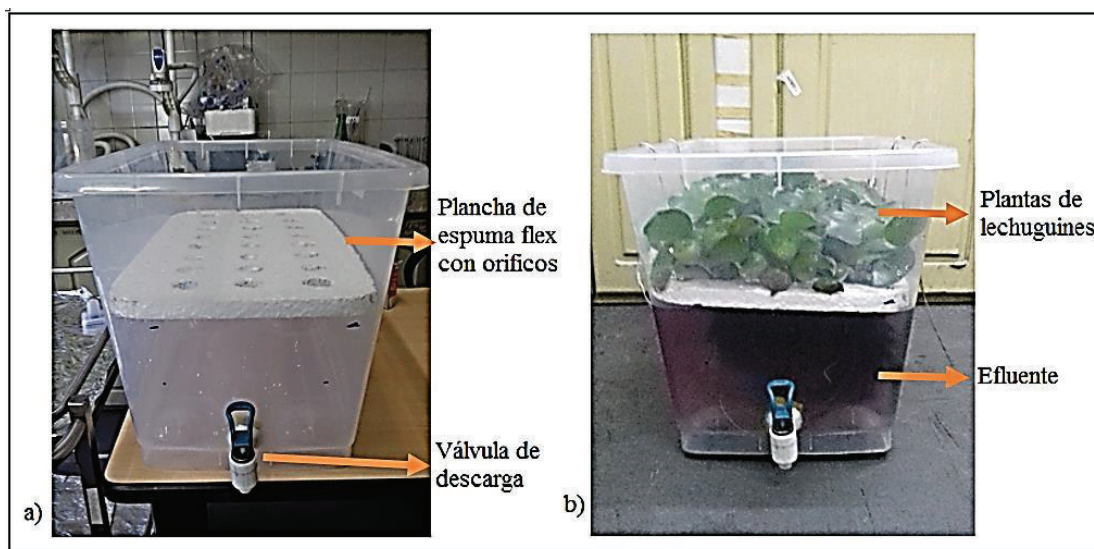 Plancha de
espuma flex
con orificos
Válvula de
descarga
a)
Plantas de
lechuguines
Efluente
b)